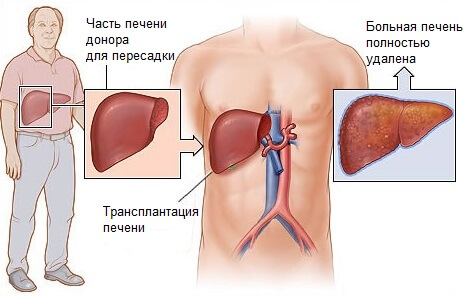 Часть печени
донора
для пересадки
Больная печень
полностью
удалена
Трансплантация
печени